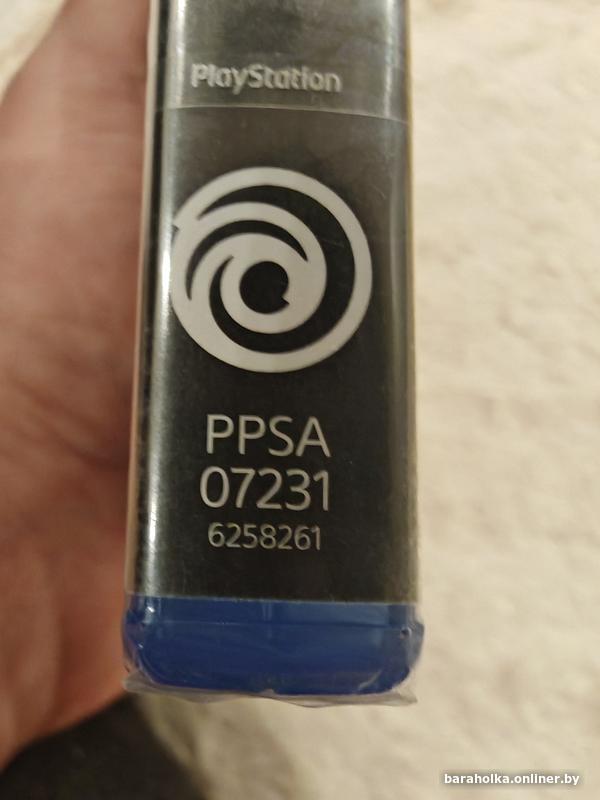 PlayStation
PPSA
07231
6258261
baraholka.onliner.by